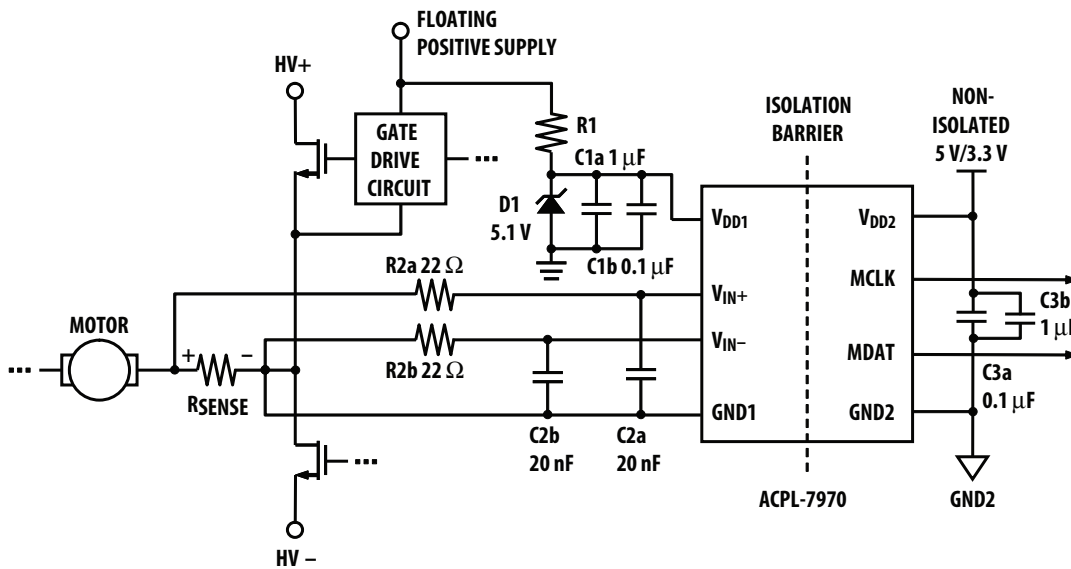 FLOATING
POSITIVE SUPPLY
HV+
GATE
DRIVE
CIRCUIT
...
R1
C1a 1 μF
D1
5.1 V
C1b 0.1 μF
ISOLATION
BARRIER
NON-
ISOLATED
5 V/3.3 V
VDD1
VIN+
VIN–
GND1
VDD2
MCLK
MDAT
GND2
C3b
1 μF
C3a
0.1 μF
R2a 22 Ω
R2b 22 Ω
MOTOR
...
+
–
RSENSE
C2b
20 nF
C2a
20 nF
...
HV –
ACPL-7970
GND2